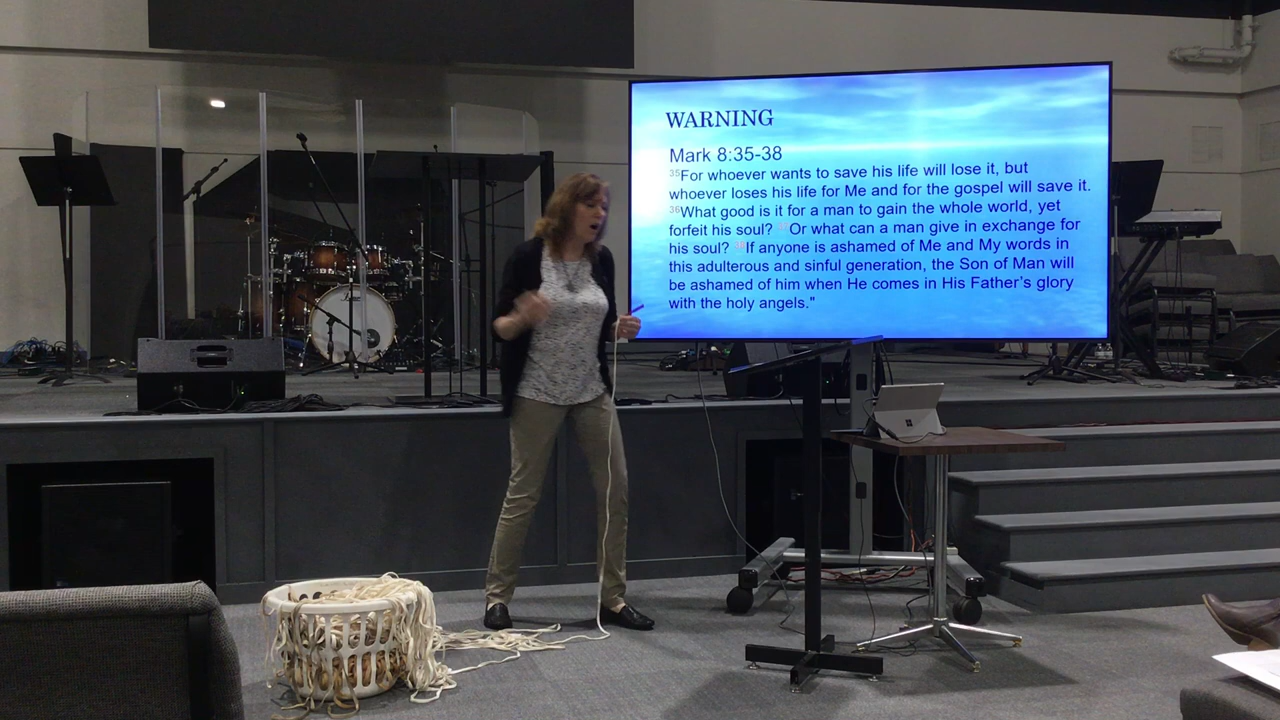 WARNING
Mark 8:35-38
35For whoever wants to save his life will lose it, but
whoever loses his life for Me and for the gospel will save it.
36What good is it for a man to gain the whole world, yet
forfeit his soul? Or what can a man give in exchange for
his soul? 38If anyone is ashamed of Me and My words in
this adulterous and sinful generation, the Son of Man will
be ashamed of him when He comes in His Father's glory
with the holy angels."